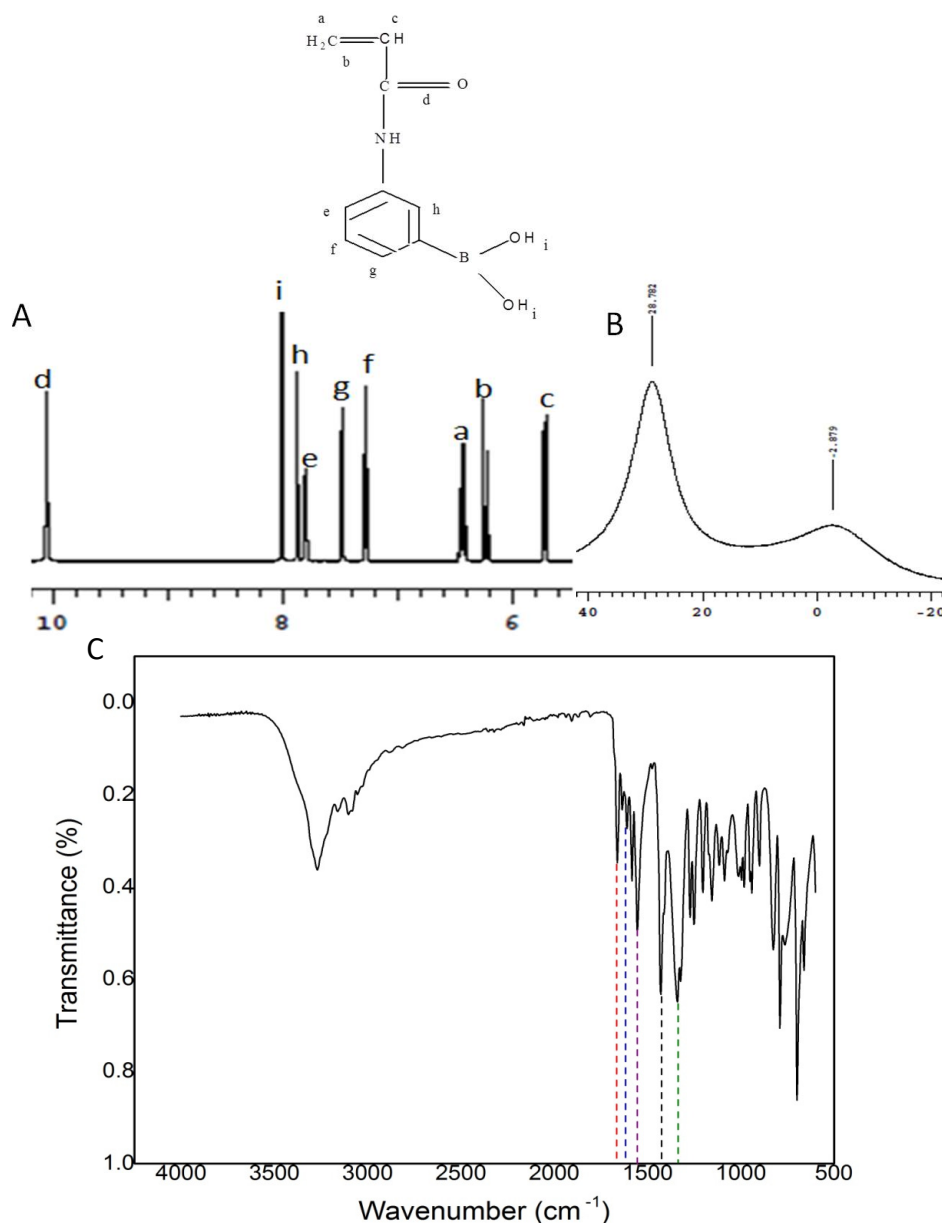 a
c
H₂C
CH
b
C
O
d
NH
e
h
f
g
B
OH
i
OH
i
A
B
i
d
h
e
g
f
a
b
c
28.782
-2.879
10
8
6
40
20
0
-20
C
Transmittance (%)
0.0
0.2
0.4
0.6
0.8
1.0
4000
3500
3000
2500
2000
1500
1000
500
Wavenumber (cm⁻¹)